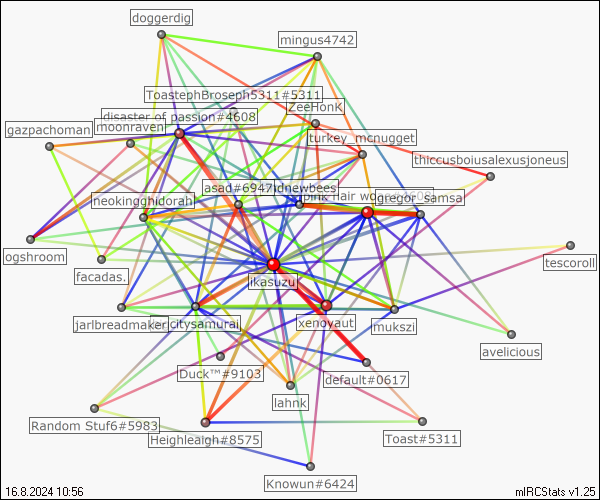 doggerdig
mingus4742
ToastephBroseph5311#5311
ZeeHonK
disaster of passion#4608
gazpachoman
moonraven
turkey_mcnugget
thiccusboiusalexusjoneus
asad#6947
dnewbees
pink hair
gregor_samsa
neokingghidorah
ogshroom
tescoroll
facadas.
ikasuzu
jarlbreadmaker
citysamurai
xenovaut
mukszi
avelicious
Duck™#9103
default#0617
lahnk
Random Stuf6#5983
Heighleaigh#8575
Toast#5311
Knowun#6424
16.8.2024 10:56
mIRCStats v1.25